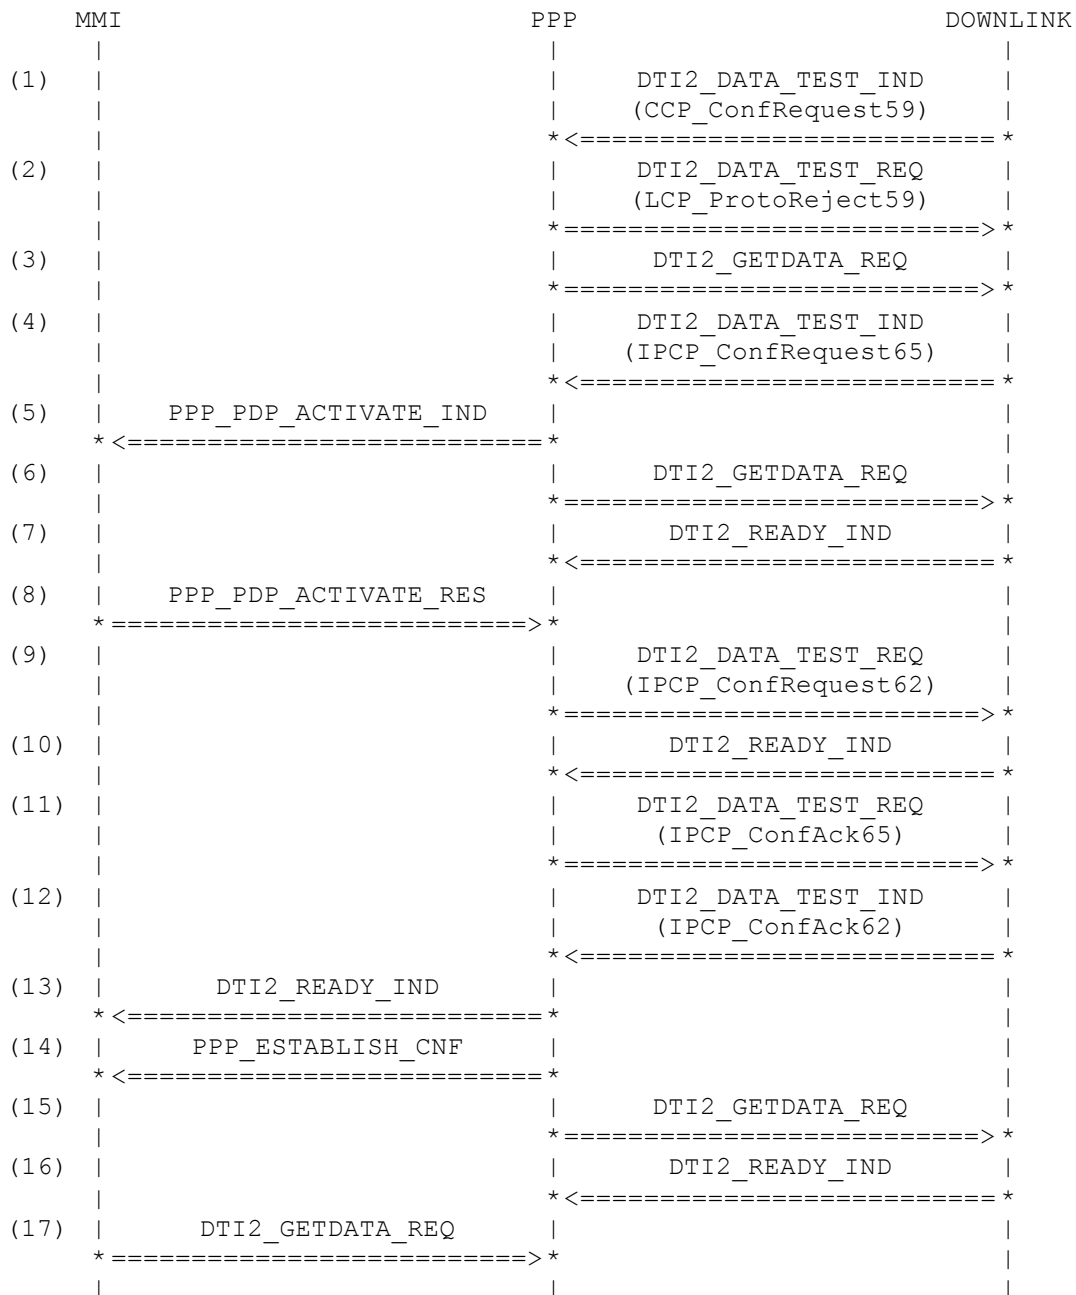 MMI PPP DOWNLINK
(1) DTI2_DATA_TEST_IND
(CCP_ConfRequest59)
(2) DTI2_DATA_TEST_REQ
(LCP_ProtoReject59)
(3) DTI2_GETDATA_REQ
(4) DTI2_DATA_TEST_IND
(IPCP_ConfRequest65)
(5) PPP_PDP_ACTIVATE_IND
(6) DTI2_GETDATA_REQ
(7) DTI2_READY_IND
(8) PPP_PDP_ACTIVATE_RES
(9) DTI2_DATA_TEST_REQ
(IPCP_ConfRequest62)
(10) DTI2_READY_IND
(11) DTI2_DATA_TEST_REQ
(IPCP_ConfAck65)
(12) DTI2_DATA_TEST_IND
(IPCP_ConfAck62)
(13) DTI2_READY_IND
(14) PPP_ESTABLISH_CNF
(15) DTI2_GETDATA_REQ
(16) DTI2_READY_IND
(17) DTI2_GETDATA_REQ